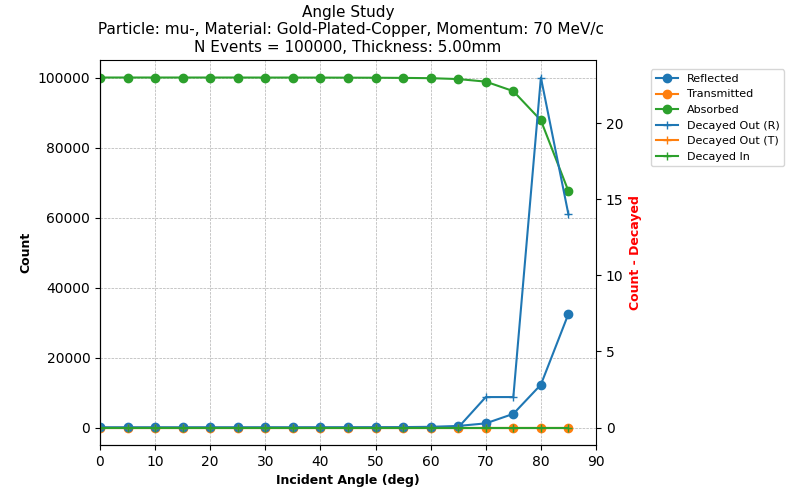 Angle Study
Particle: mu-, Material: Gold-Plated-Copper, Momentum: 70 MeV/c
N Events = 100000, Thickness: 5.00mm
100000
80000
60000
40000
20000
0
Count
0 10 20 30 40 50 60 70 80 90
Incident Angle (deg)
20
15
10
5
0
Count - Decayed
Reflected
Transmitted
Absorbed
Decayed Out (R)
Decayed Out (T)
Decayed In